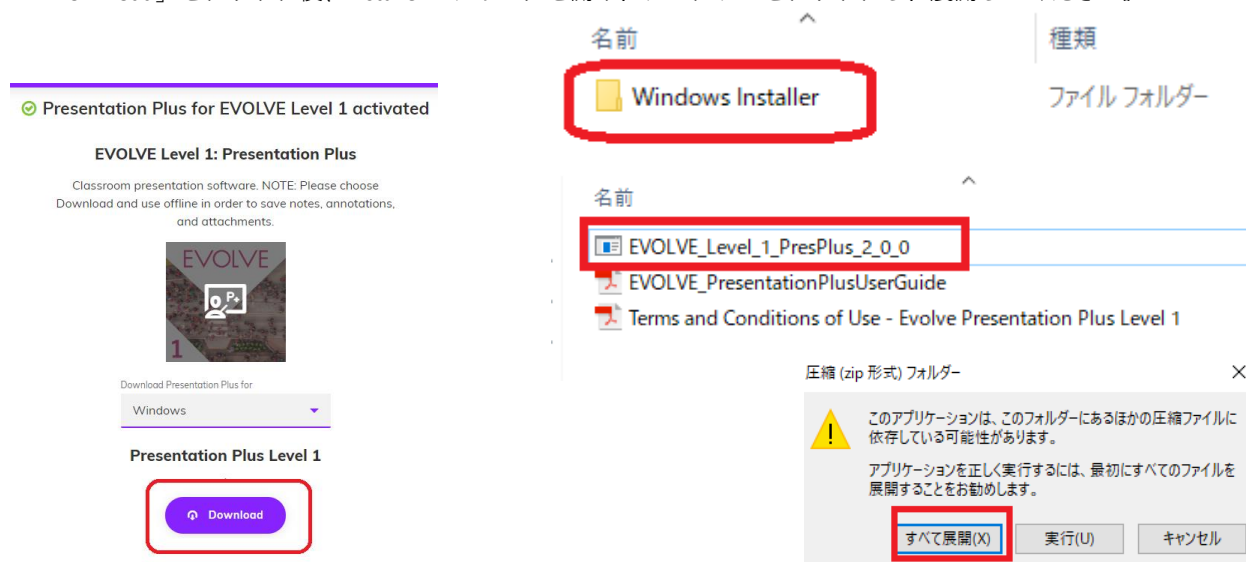 Presentation Plus for EVOLVE Level 1 activated
EVOLVE Level 1: Presentation Plus
Classroom presentation software. NOTE: Please choose
Download and use offline in order to save notes, annotations,
and attachments.
EVOLVE
P+
1
Download Presentation Plus for
Windows
Presentation Plus Level 1
Download
名前
種類
Windows Installer
ファイル フォルダー
名前
EVOLVE_Level_1_PresPlus_2_0_0
EVOLVE_PresentationPlusUserGuide
Terms and Conditions of Use - Evolve Presentation Plus Level 1
圧縮 (zip 形式) フォルダー
このアプリケーションは、このフォルダーにあるほかの圧縮ファイルに
依存している可能性があります。
アプリケーションを正しく実行するには、最初にすべてのファイルを
展開することをお勧めします。
すべて展開(X)
実行(U)
キャンセル